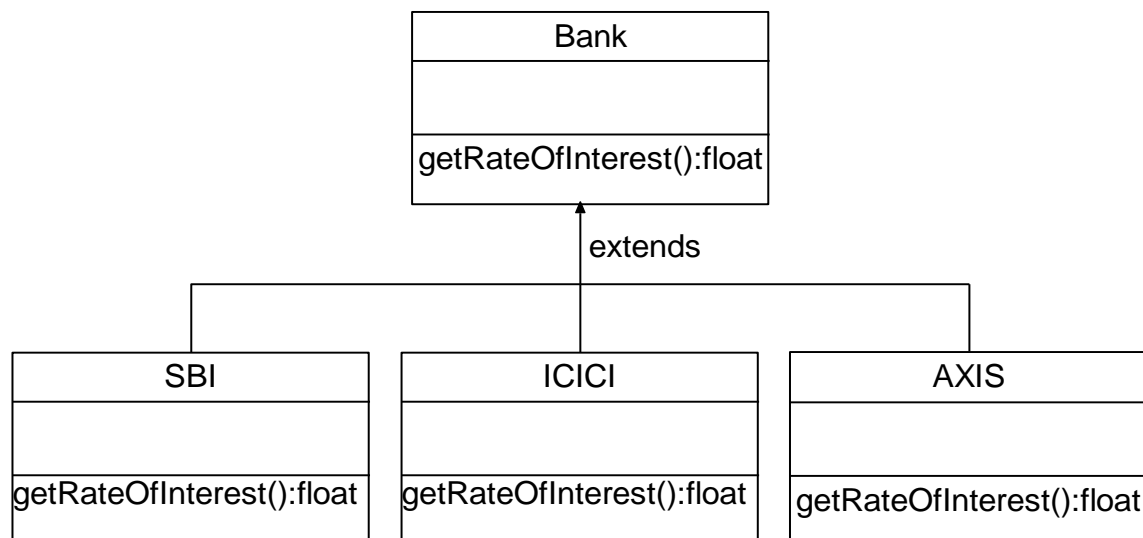 Bank
getRateOfInterest():float
extends
SBI
ICICI
AXIS
getRateOfInterest():float
getRateOfInterest():float
getRateOfInterest():float